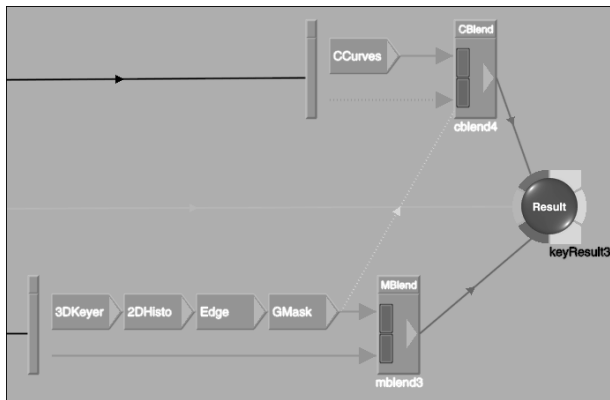 CBlend
CCurves
cblend4
Result
keyResult3
MBlend
3DKeyer
2DHisto
Edge
GMask
mblend3